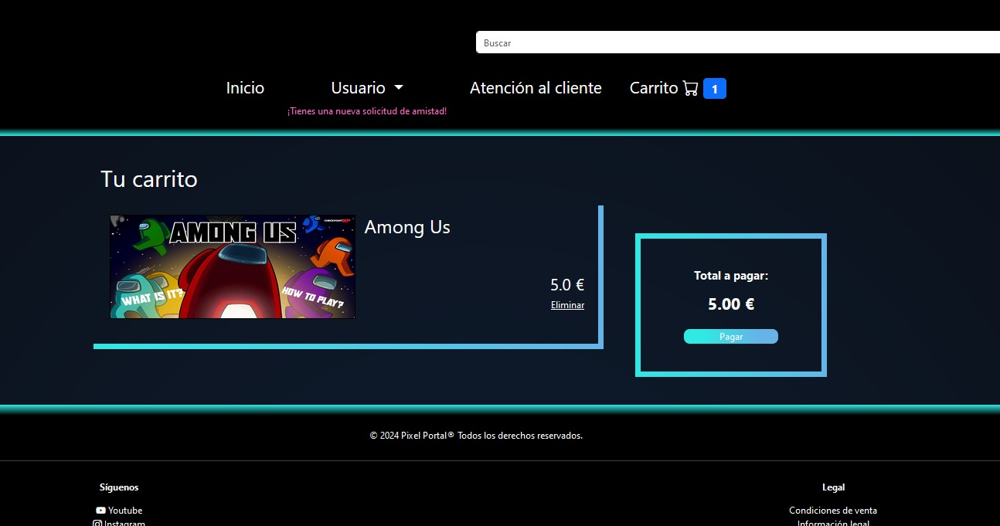 Buscar
Inicio
Usuario
Atención al cliente
Carrito 1
¡Tienes una nueva solicitud de amistad!
Tu carrito
AMONG US
WHAT IS IT?
HOW TO PLAY?
Among Us
5.0 €
Eliminar
Total a pagar:
5.00 €
Pagar
© 2024 Pixel Portal® Todos los derechos reservados.
Síguenos
Youtube
Instagram
Legal
Condiciones de venta
Información legal